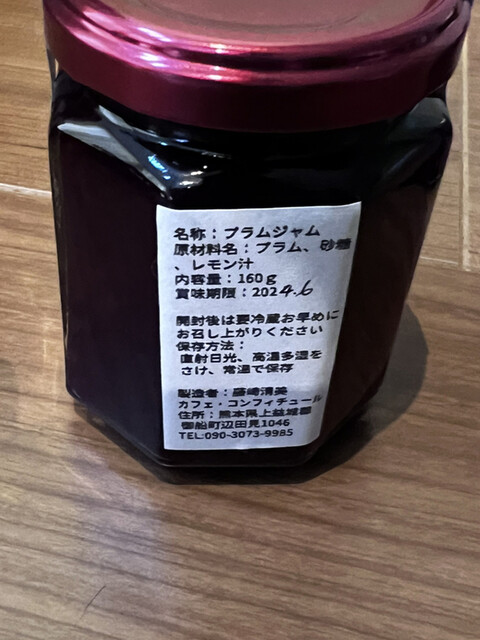 名称：プラムジャム
原材料名：プラム、砂糖
、レモン汁
内容量：160g
賞味期限：2024.6
開封後は要冷蔵お早めに
お召し上がりください
保存方法：
直射日光、高温多湿を
さけ、常温で保存
製造者：藤崎清美
カフェ・コンフィチュール
住所：熊本県上益城郡
御船町辺田見1046
TEL:090-3073-9985